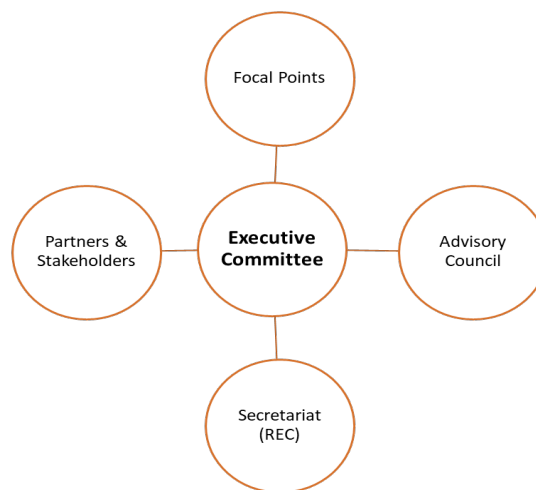 Focal Points
Partners &
Stakeholders
Executive
Committee
Advisory
Council
Secretariat
(REC)